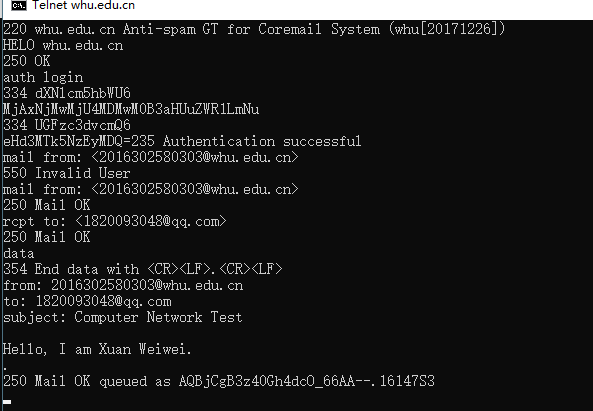 Telnet whu.edu.cn
220 whu.edu.cn Anti-spam GT for Coremail System (whu[20171226])
HELO whu.edu.cn
250 OK
auth login
334 dXNlcm5hbWU6
MjAxNjMwMjU4MDMwM0B3aHUuZWR1LmNu
334 UGFzc3dvcmQ6
eHd3MTk5NzEyMDQ=235 Authentication successful
mail from: <2016302580303@whu.edu.cn>
550 Invalid User
mail from: <2016302580303@whu.edu.cn>
250 Mail OK
rcpt to: <1820093048@qq.com>
250 Mail OK
data
354 End data with <CR><LF>.<CR><LF>
from: 2016302580303@whu.edu.cn
to: 1820093048@qq.com
subject: Computer Network Test
Hello, I am Xuan Weiwei.
.
250 Mail OK queued as AQBjCgB3z40Gh4dcO_66AA--.16147S3